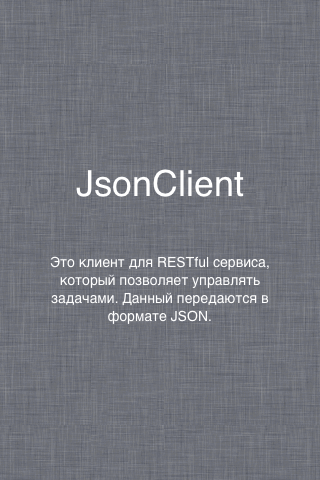 JsonClient
Это клиент для RESTful сервиса,
который позволяет управлять
задачами. Данный передаются в
формате JSON.